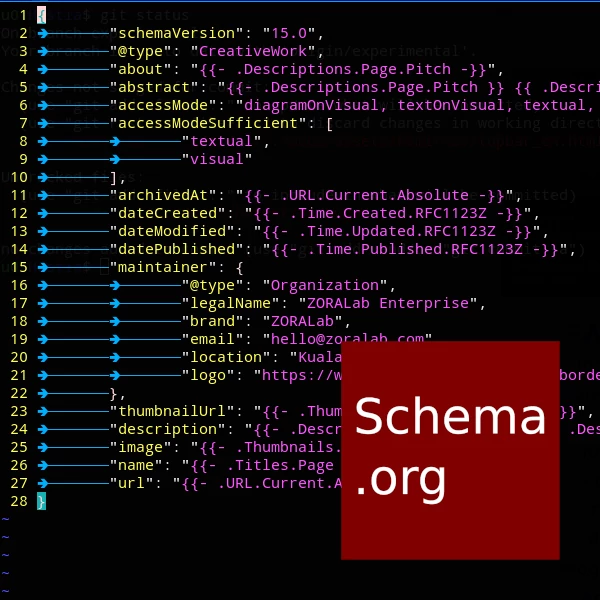 1 {
2 "schemaVersion": "15.0",
3 "@type": "CreativeWork",
4 "about": "{{- .Descriptions.Page.Pitch -}}",
5 "abstract": "{{- .Descriptions.Page.Pitch }} {{ .Descri
6 "accessMode": "diagramOnVisual, textOnVisual, textual,
7 "accessModeSufficient": [
8 "textual",
9 "visual"
10 ],
11 "archivedAt": "{{- .URL.Current.Absolute -}}",
12 "dateCreated": "{{- .Time.Created.RFC1123Z -}}",
13 "dateModified": "{{- .Time.Updated.RFC1123Z -}}",
14 "datePublished": "{{- .Time.Published.RFC1123Z -}}",
15 "maintainer": {
16 "@type": "Organization",
17 "legalName": "ZORALab Enterprise",
18 "brand": "ZORALab",
19 "email": "hello@zoralab.com"
20 "location": "Kuala
21 "logo": "https://w borde
22 },
23 "thumbnailUrl": "{{- .Thum }}",
24 "description": "{{- .Descr .Des
25 "image": "{{- .Thumbnails.
26 "name": "{{- .Titles.Page
27 "url": "{{- .URL.Current.A
28 }
~
~
~
~
~
Schema
.org